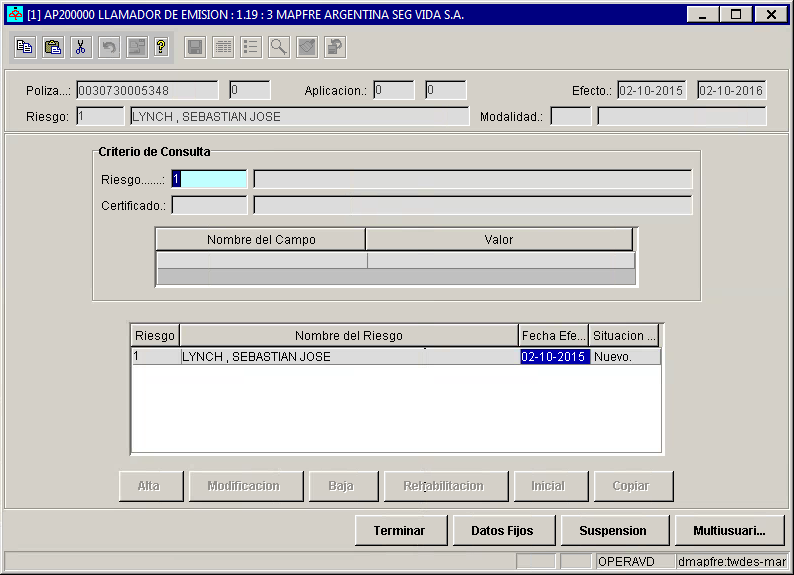 [1] AP200000 LLAMADOR DE EMISION : 1.19 : 3 MAPFRE ARGENTINA SEG VIDA S.A.
Poliza...: 0030730005348 0 Aplicacion.: 0 0 Efecto.: 02-10-2015 02-10-2016
Riesgo: 1 LYNCH , SEBASTIAN JOSE Modalidad.:
Criterio de Consulta
Riesgo.......: 1
Certificado.:
Nombre del Campo Valor
Riesgo Nombre del Riesgo Fecha Efe... Situacion ...
1 LYNCH , SEBASTIAN JOSE 02-10-2015 Nuevo.
Alta Modificacion Baja Rehabilitacion Inicial Copiar
Terminar Datos Fijos Suspension Multiusuari...
OPERAVD dmapfre:twdes-mar